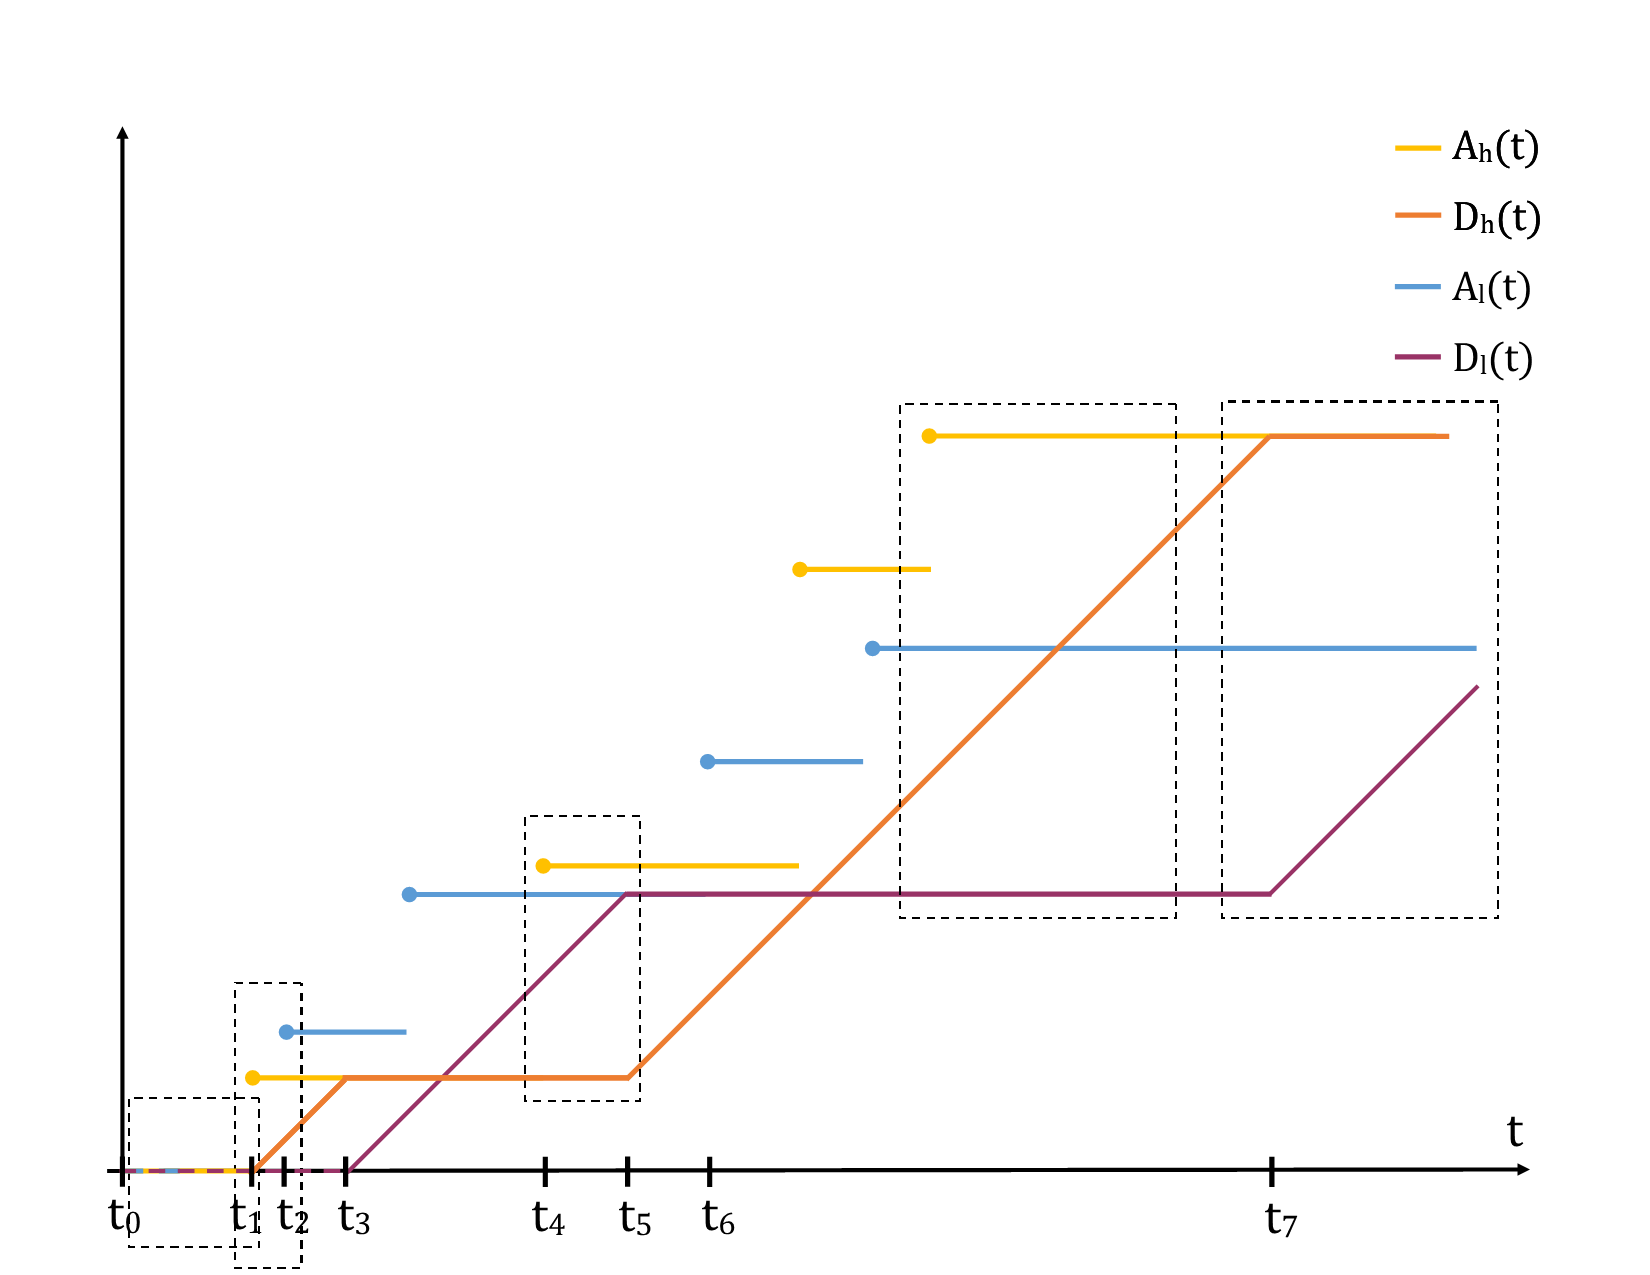 Aₕ(t)
Dₕ(t)
Aₗ(t)
Dₗ(t)
t
t₀ t₁ t₂ t₃ t₄ t₅ t₆ t₇